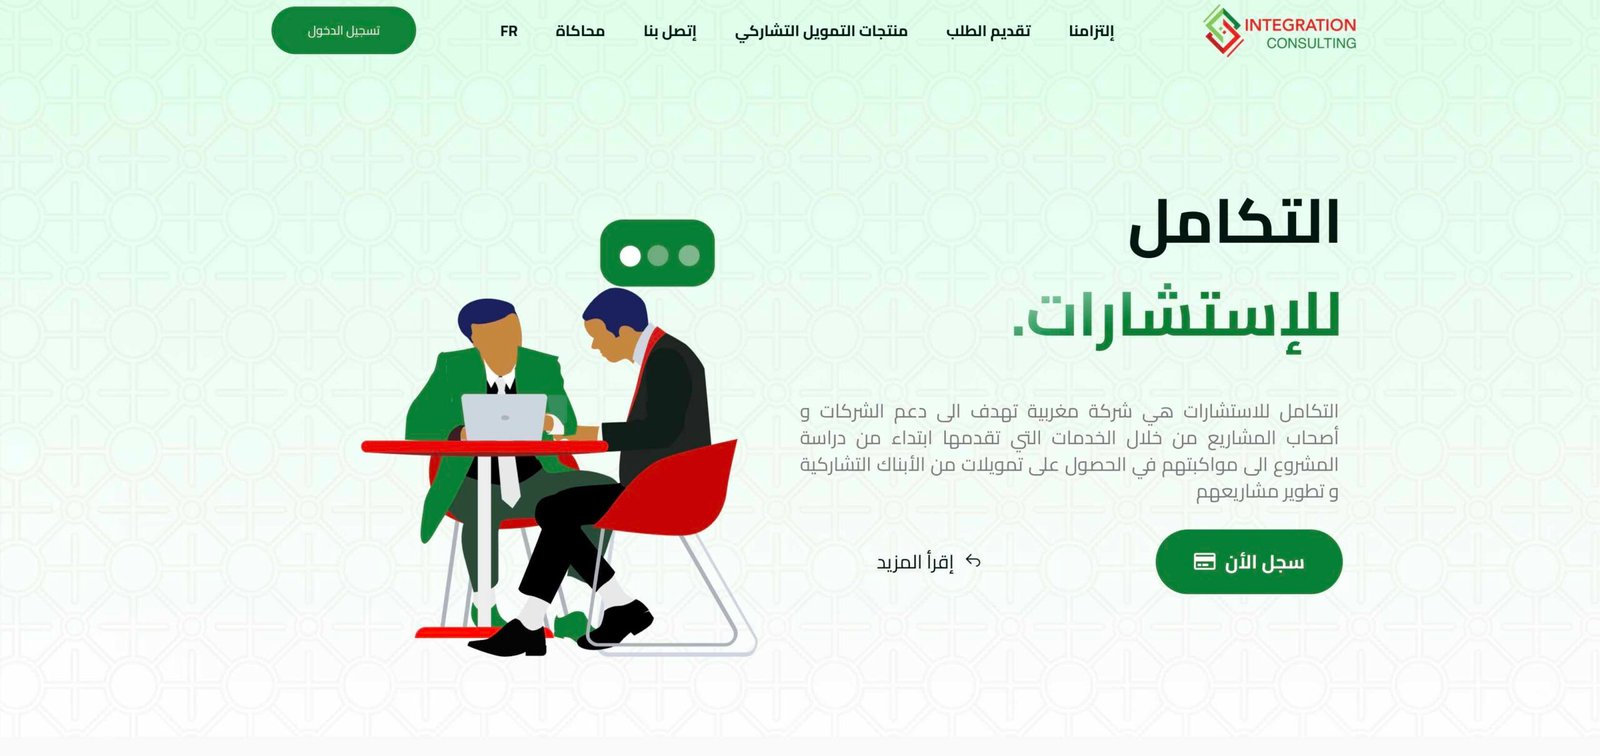 INTEGRATION
CONSULTING
إلتزامنا
تقديم الطلب
منتجات التمويل التشاركي
إتصل بنا
محاكاة
FR
تسجيل الدخول
التكامل
للإستشارات.
التكامل للاستشارات هي شركة مغربية تهدف الى دعم الشركات و
أصحاب المشاريع من خلال الخدمات التي تقدمها ابتداء من دراسة
المشروع الى مواكبتهم في الحصول على تمويلات من الأبناك التشاركية
و تطوير مشاريعهم
سجل الأن
إقرأ المزيد